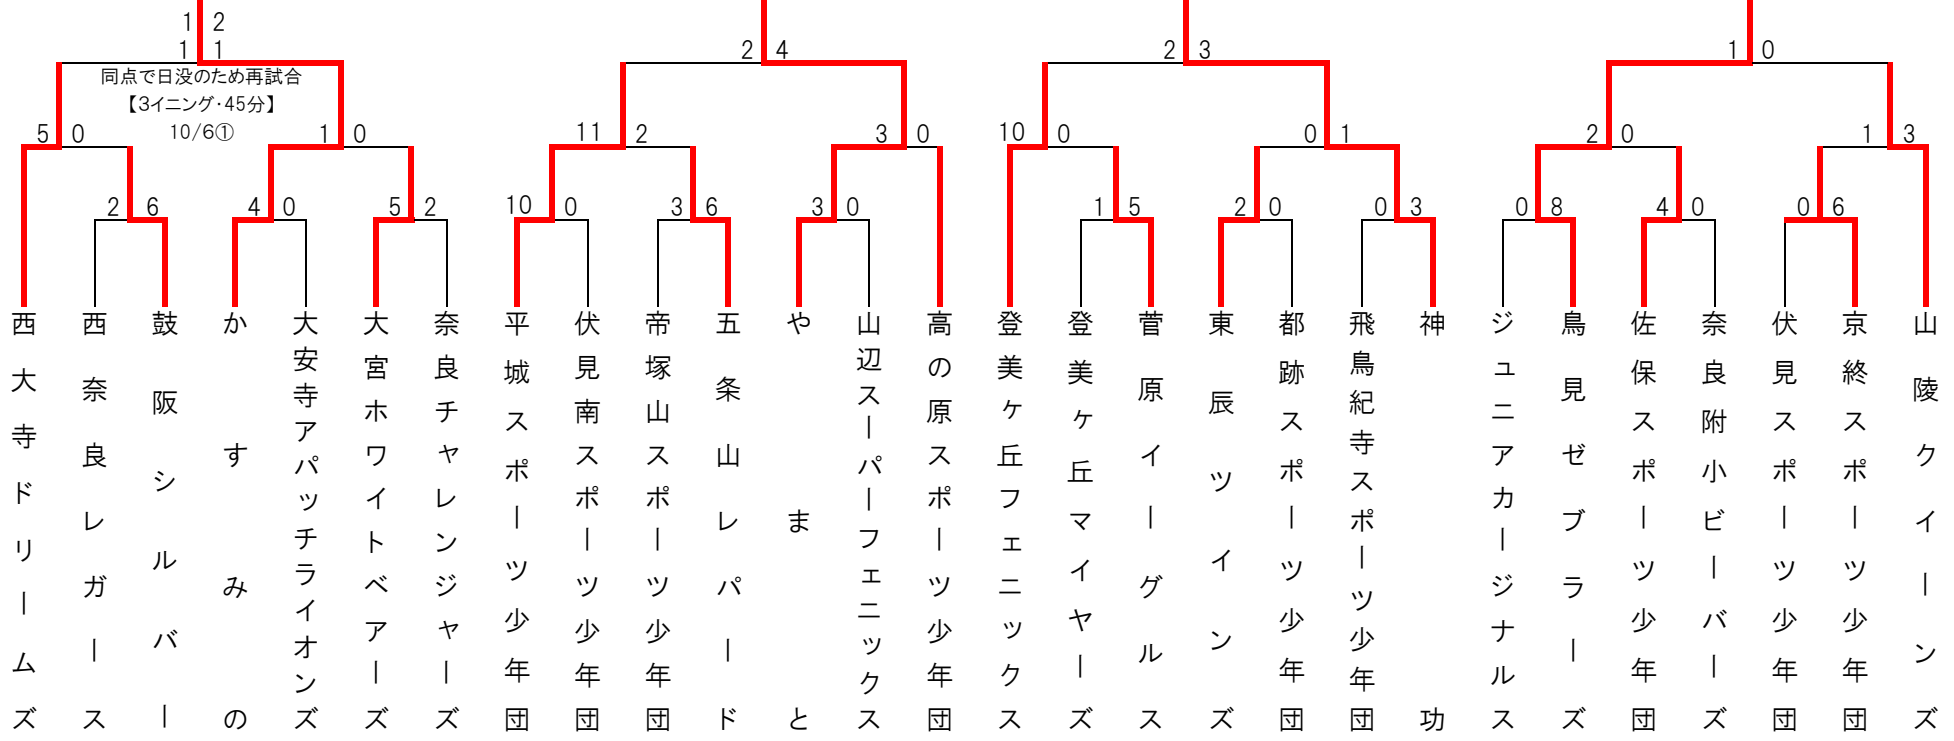 1 2
1 1
2 4
2 3
1 0
同点で日没のため再試合
【3イニング・45分】
10/6①
5 0
1 0
11 2
3 0
10 0
0 1
2 0
1 3
2 6
4 0
5 2
10 0
3 6
3 0
1 5
2 0
0 3
0 8
4 0
0 6
西大寺ドリームズ
西奈良レガース
鼓阪シルバー
かすみの
大安寺アパッチライオンズ
大宮ホワイトベアーズ
奈良チャレンジャーズ
平城スポーツ少年団
伏見南スポーツ少年団
帝塚山スポーツ少年団
五条山レパード
やまと
山辺スーパーフェニックス
高の原スポーツ少年団
登美ヶ丘フェニックス
登美ヶ丘マイヤーズ
菅原イーグルス
東辰ツインズ
都跡スポーツ少年団
飛鳥紀寺スポーツ少年団
神功
ジュニアカージナルス
鳥見ゼブラーズ
佐保スポーツ少年団
奈良附小ビーバーズ
伏見スポーツ少年団
京終スポーツ少年団
山陵クイーンズ